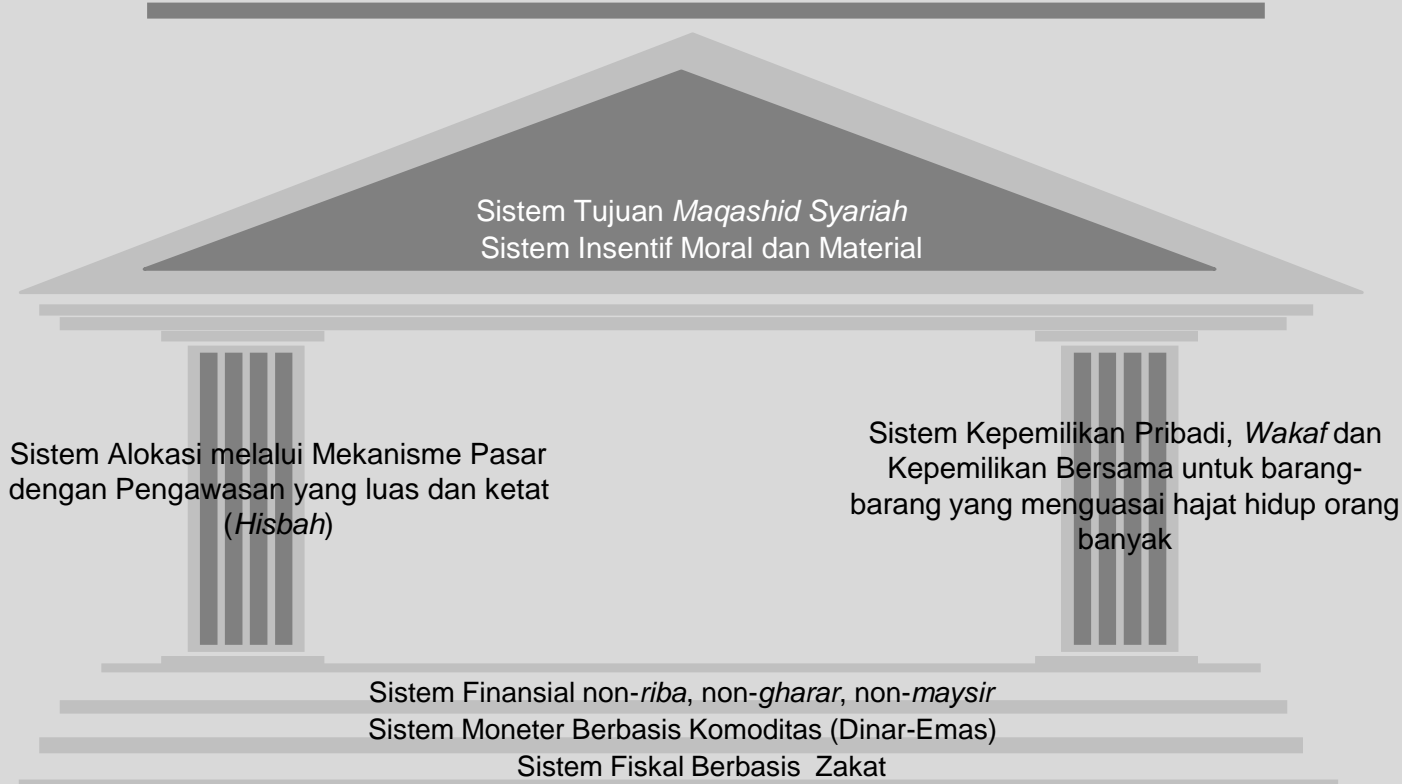 Sistem Tujuan Maqashid Syariah
Sistem Insentif Moral dan Material
Sistem Alokasi melalui Mekanisme Pasar
dengan Pengawasan yang luas dan ketat
(Hisbah)
Sistem Kepemilikan Pribadi, Wakaf dan
Kepemilikan Bersama untuk barang-
barang yang menguasai hajat hidup orang
banyak
Sistem Finansial non-riba, non-gharar, non-maysir
Sistem Moneter Berbasis Komoditas (Dinar-Emas)
Sistem Fiskal Berbasis Zakat